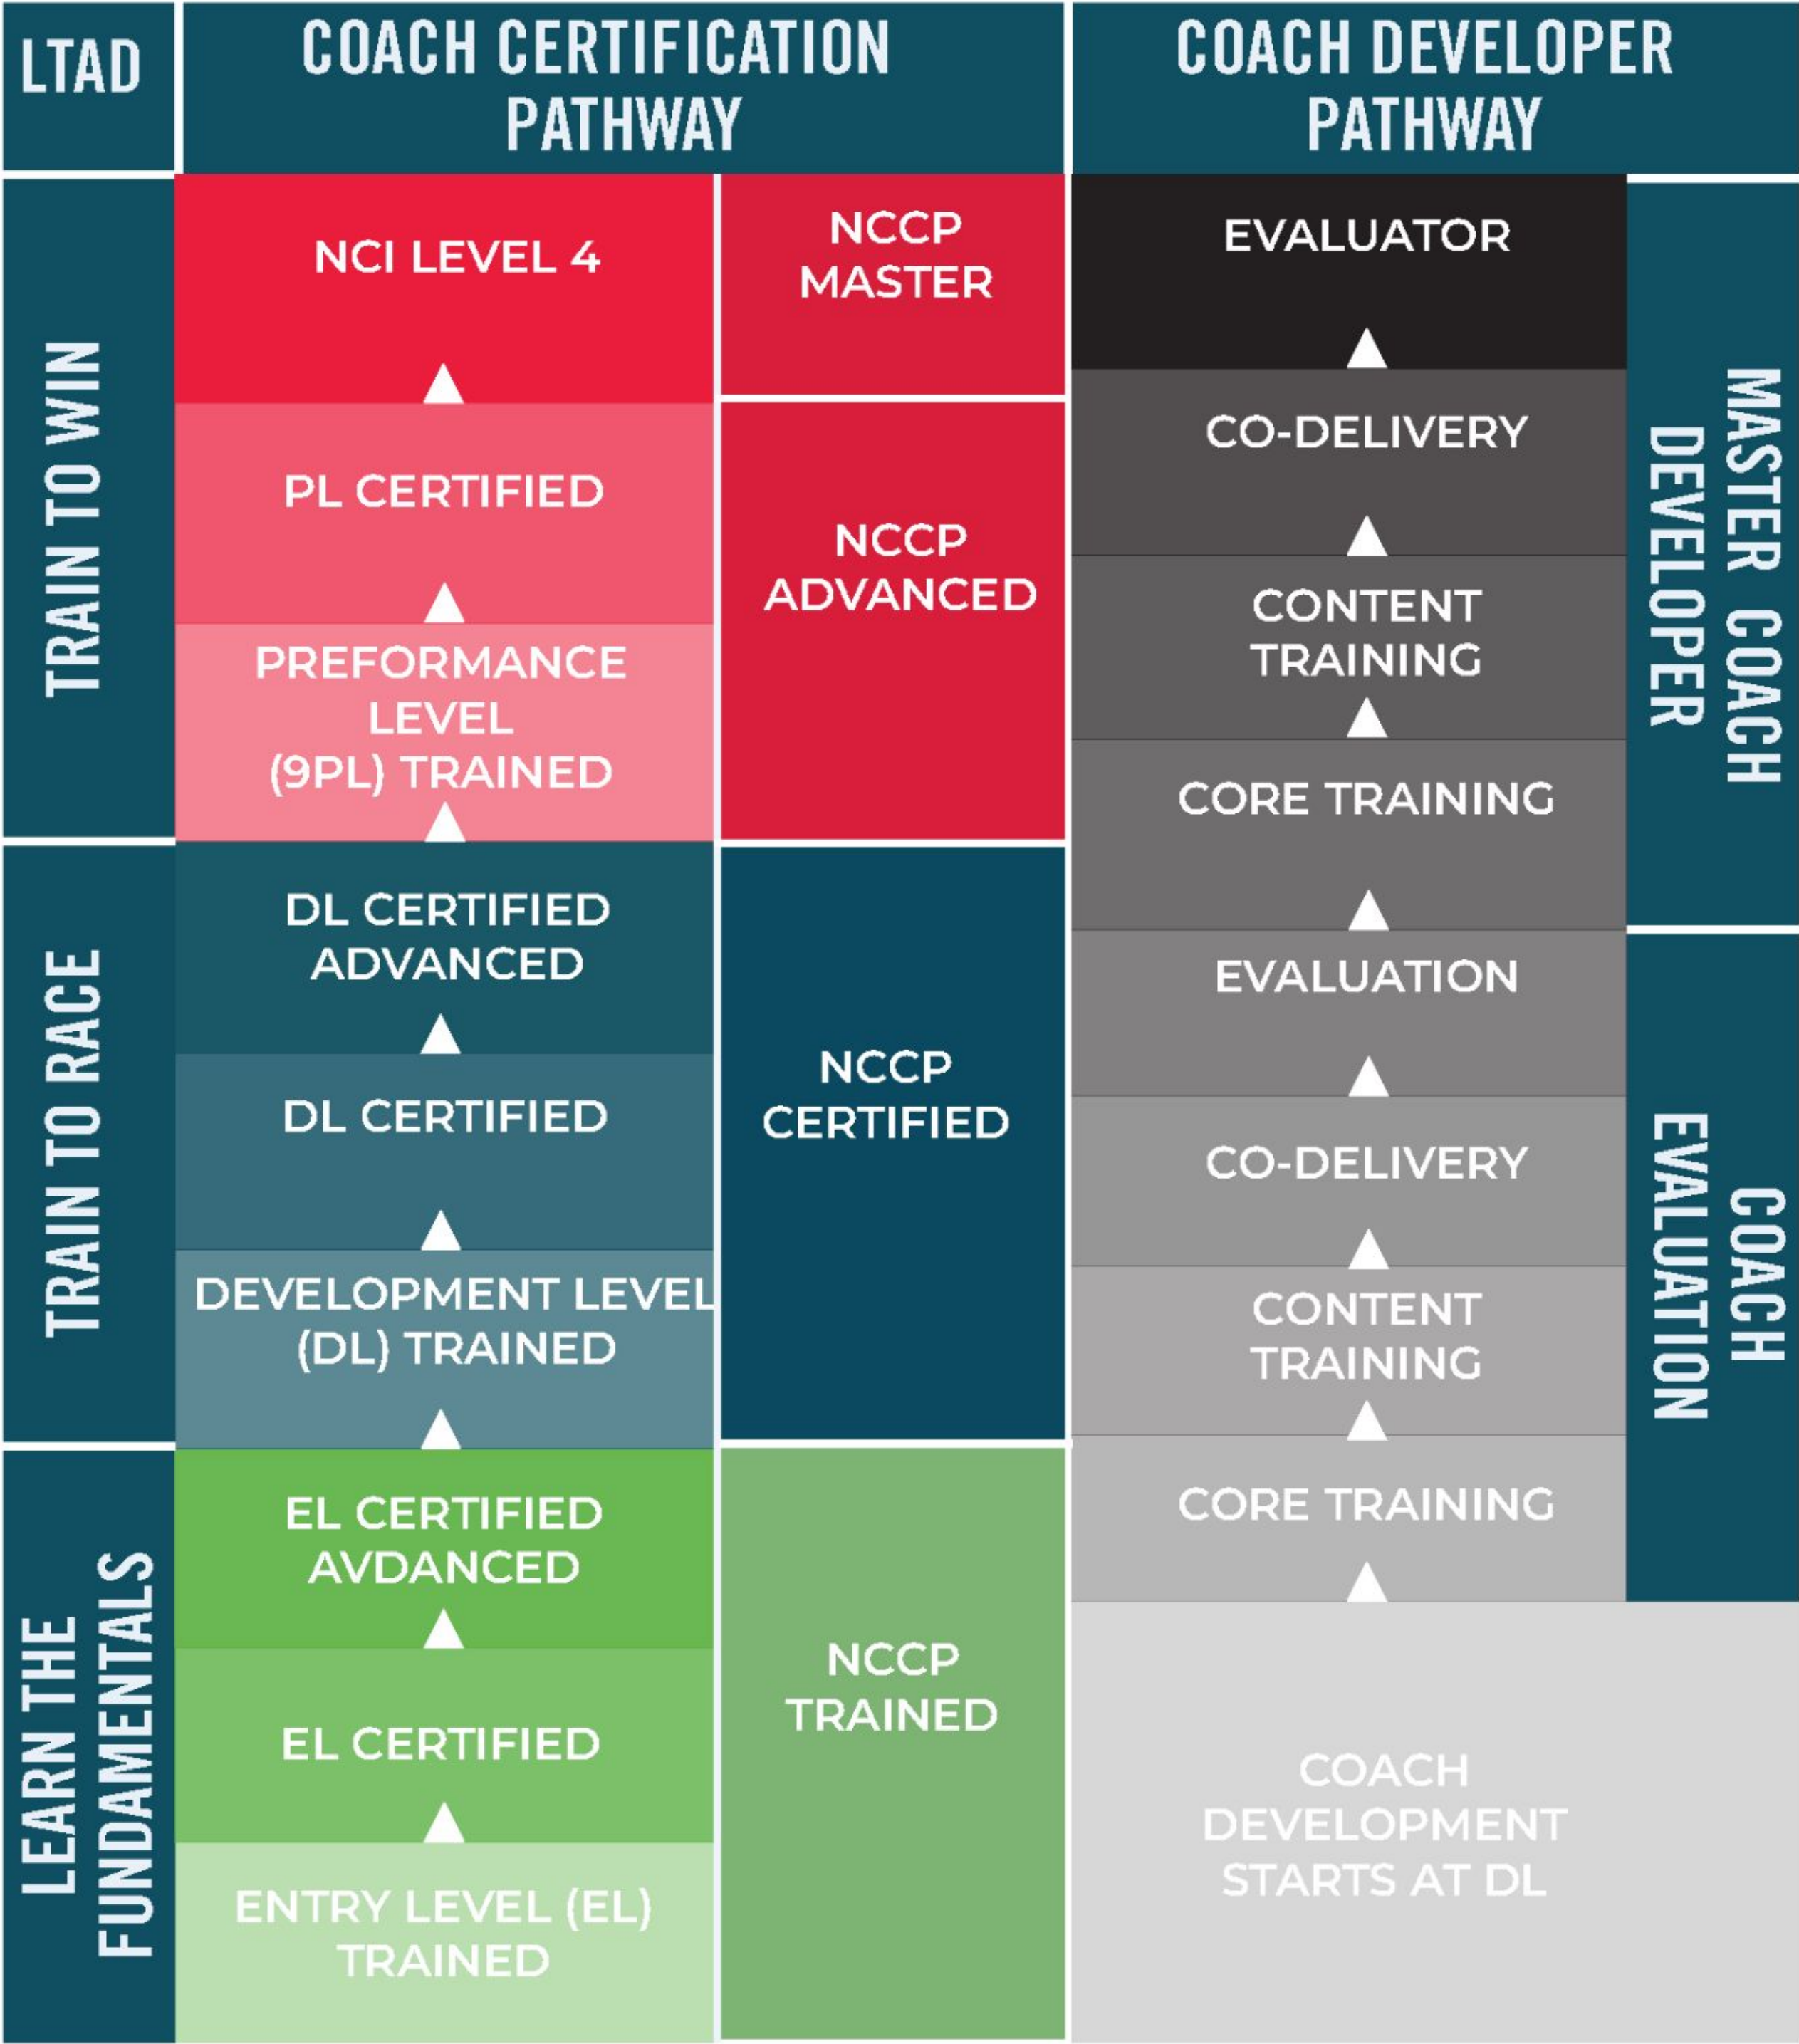 LTAD
COACH CERTIFICATION
PATHWAY
COACH DEVELOPER
PATHWAY
TRAIN TO WIN
NCI LEVEL 4
PL CERTIFIED
PREFORMANCE
LEVEL
(9PL) TRAINED
NCCP
MASTER
NCCP
ADVANCED
EVALUATOR
CO-DELIVERY
CONTENT
TRAINING
CORE TRAINING
MASTER COACH
DEVELOPER
TRAIN TO RACE
DL CERTIFIED
ADVANCED
DL CERTIFIED
DEVELOPMENT LEVEL
(DL) TRAINED
NCCP
CERTIFIED
EVALUATION
CO-DELIVERY
CONTENT
TRAINING
CORE TRAINING
COACH
EVALUATION
LEARN THE
FUNDAMENTALS
EL CERTIFIED
AVDANCED
EL CERTIFIED
ENTRY LEVEL (EL)
TRAINED
NCCP
TRAINED
COACH
DEVELOPMENT
STARTS AT DL